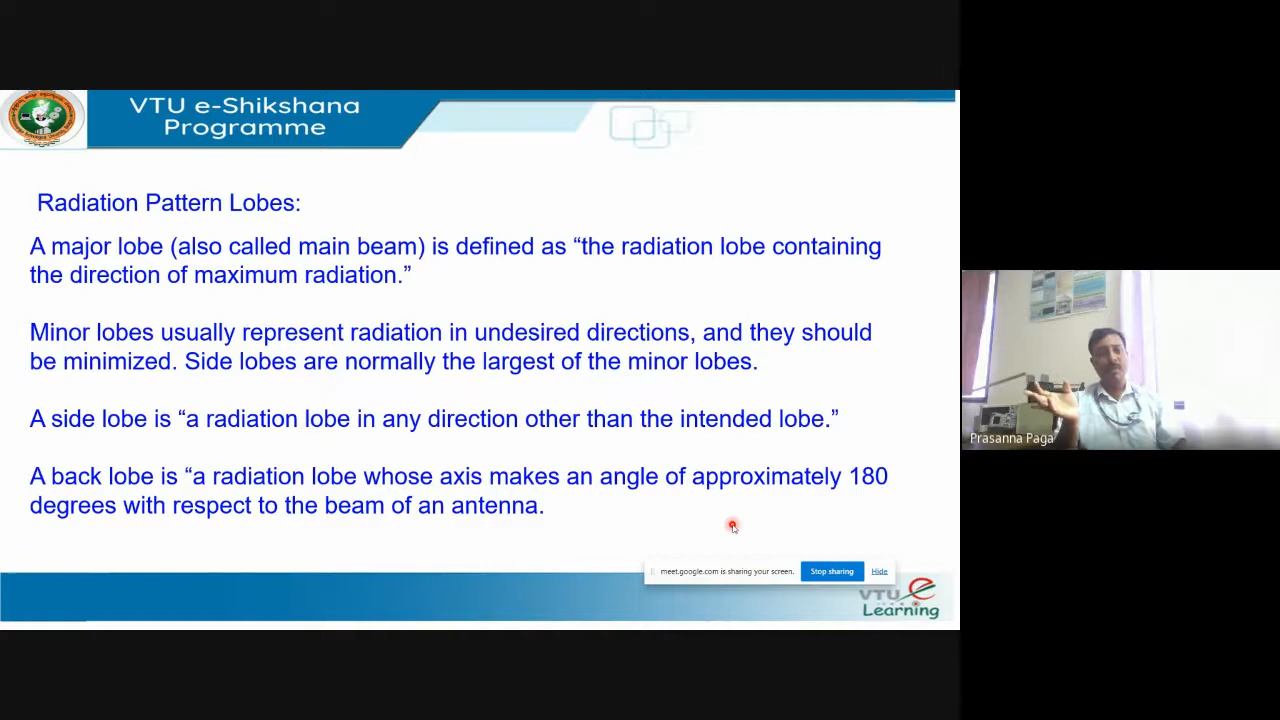 VTU e-Shikshana
Programme
Radiation Pattern Lobes:
A major lobe (also called main beam) is defined as “the radiation lobe containing
the direction of maximum radiation.”
Minor lobes usually represent radiation in undesired directions, and they should
be minimized. Side lobes are normally the largest of the minor lobes.
A side lobe is “a radiation lobe in any direction other than the intended lobe.”
A back lobe is “a radiation lobe whose axis makes an angle of approximately 180
degrees with respect to the beam of an antenna.
meet.google.com is sharing your screen.
Stop sharing
Hide
VTU e
Learning
Prasanna Paga